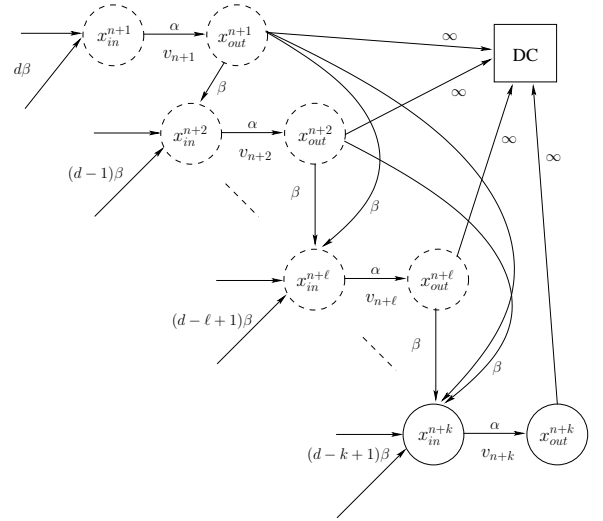 x_{in}^{n+1} α x_{out}^{n+1} ∞ DC
v_{n+1}
dβ
β ∞
x_{in}^{n+2} α x_{out}^{n+2}
v_{n+2} ∞ ∞
(d−1)β
β β
x_{in}^{n+ℓ} α x_{out}^{n+ℓ}
v_{n+ℓ}
(d−ℓ+1)β
β β
x_{in}^{n+k} α x_{out}^{n+k}
v_{n+k}
(d−k+1)β